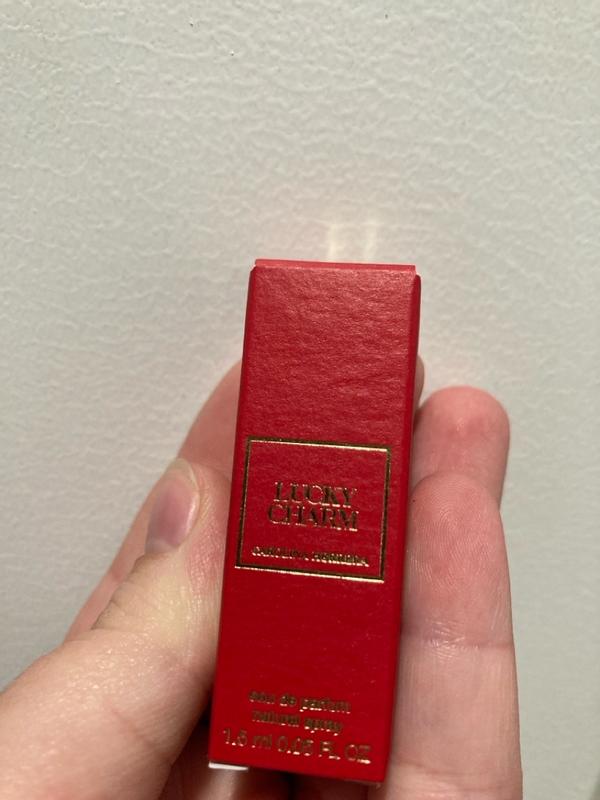 LUCKY
CHARM
CAROLINA HERRERA
eau de parfum
natural spray
1.5 ml 0.05 FL OZ